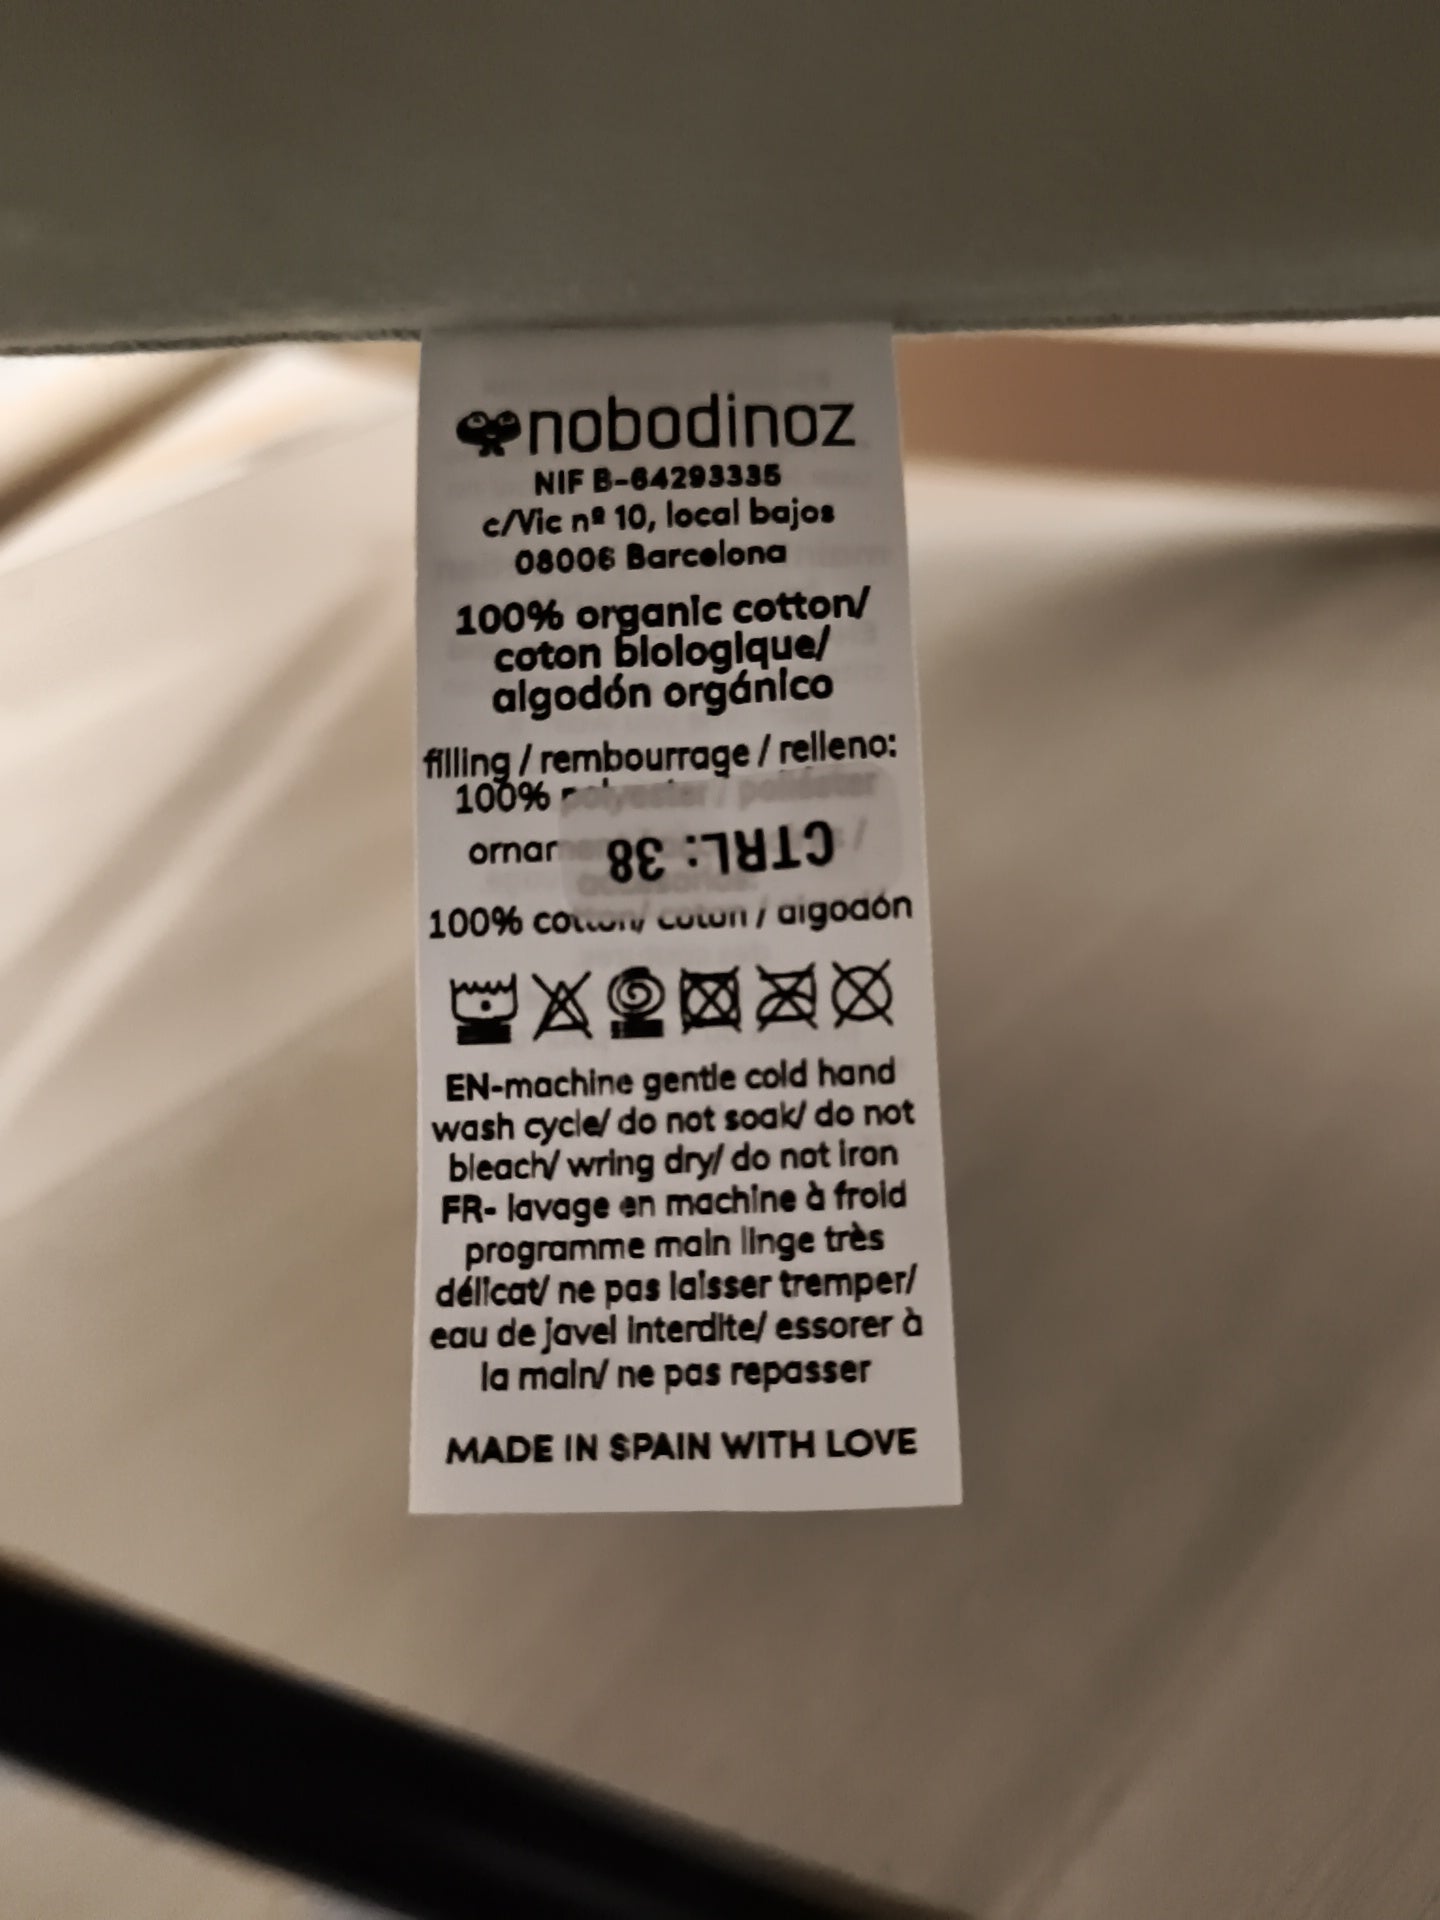 nobodinoz
NIF B-64293335
c/Vic nº 10, local bajos
08006 Barcelona
100% organic cotton/
coton biologique/
algodón orgánico
filling / rembourrage / relleno:
100% polyester / poliéster
CTRL: 38
100% cotton/ coton / algodón
EN-machine gentle cold hand
wash cycle/ do not soak/ do not
bleach/ wring dry/ do not iron
FR- lavage en machine à froid
programme main linge très
délicat/ ne pas laisser tremper/
eau de javel interdite/ essorer à
la main/ ne pas repasser
MADE IN SPAIN WITH LOVE